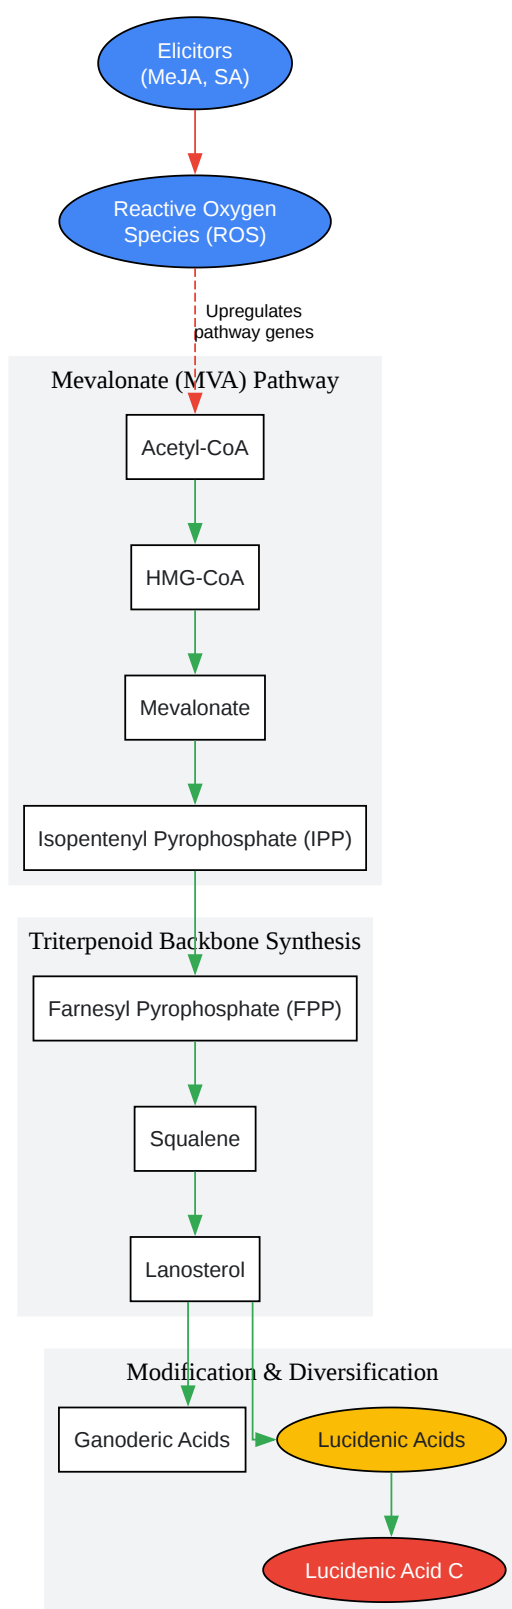 Elicitors
(MeJA, SA)
Reactive Oxygen
Species (ROS)
Upregulates
pathway genes
Mevalonate (MVA) Pathway
Acetyl-CoA
HMG-CoA
Mevalonate
Isopentenyl Pyrophosphate (IPP)
Triterpenoid Backbone Synthesis
Farnesyl Pyrophosphate (FPP)
Squalene
Lanosterol
Modification & Diversification
Ganoderic Acids
Lucidenic Acids
Lucidenic Acid C